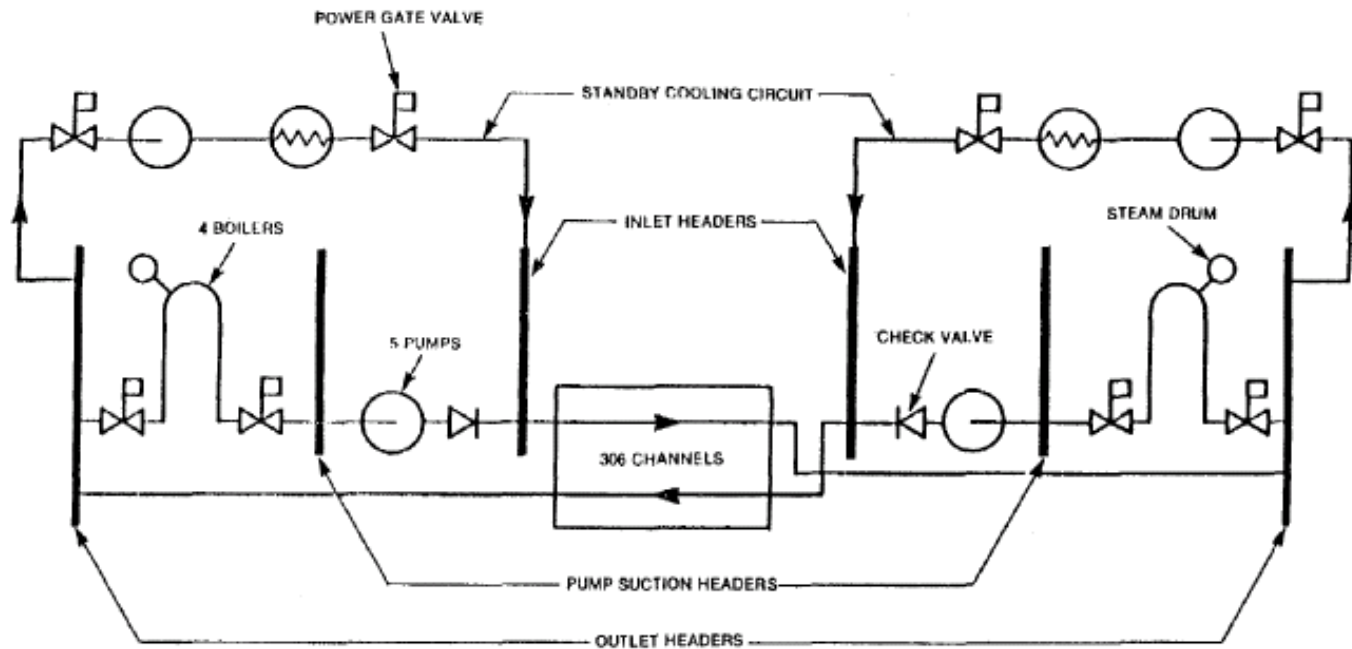 POWER GATE VALVE
STANDBY COOLING CIRCUIT
4 BOILERS
INLET HEADERS
STEAM DRUM
5 PUMPS
CHECK VALVE
306 CHANNELS
PUMP SUCTION HEADERS
OUTLET HEADERS